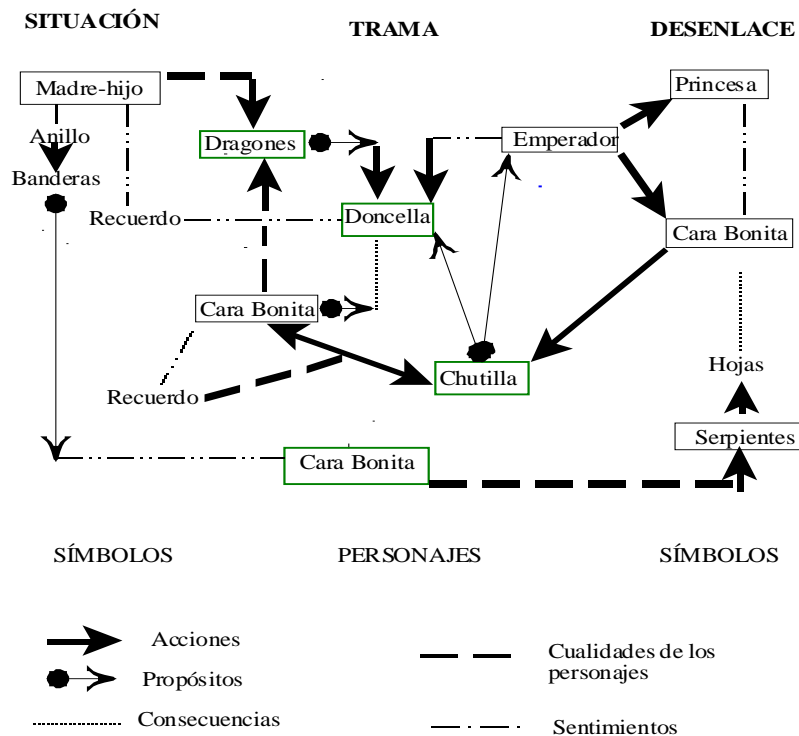 SITUACIÓN
TRAMA
DESENLACE
Madre-hijo
Princesa
Anillo
Dragones
Emperador
Banderas
Recuerdo
Doncella
Cara Bonita
Cara Bonita
Chutilla
Hojas
Recuerdo
Serpientes
Cara Bonita
SÍMBOLOS
PERSONAJES
SÍMBOLOS
Acciones
Cualidades de los
personajes
Propósitos
Consecuencias
Sentimientos